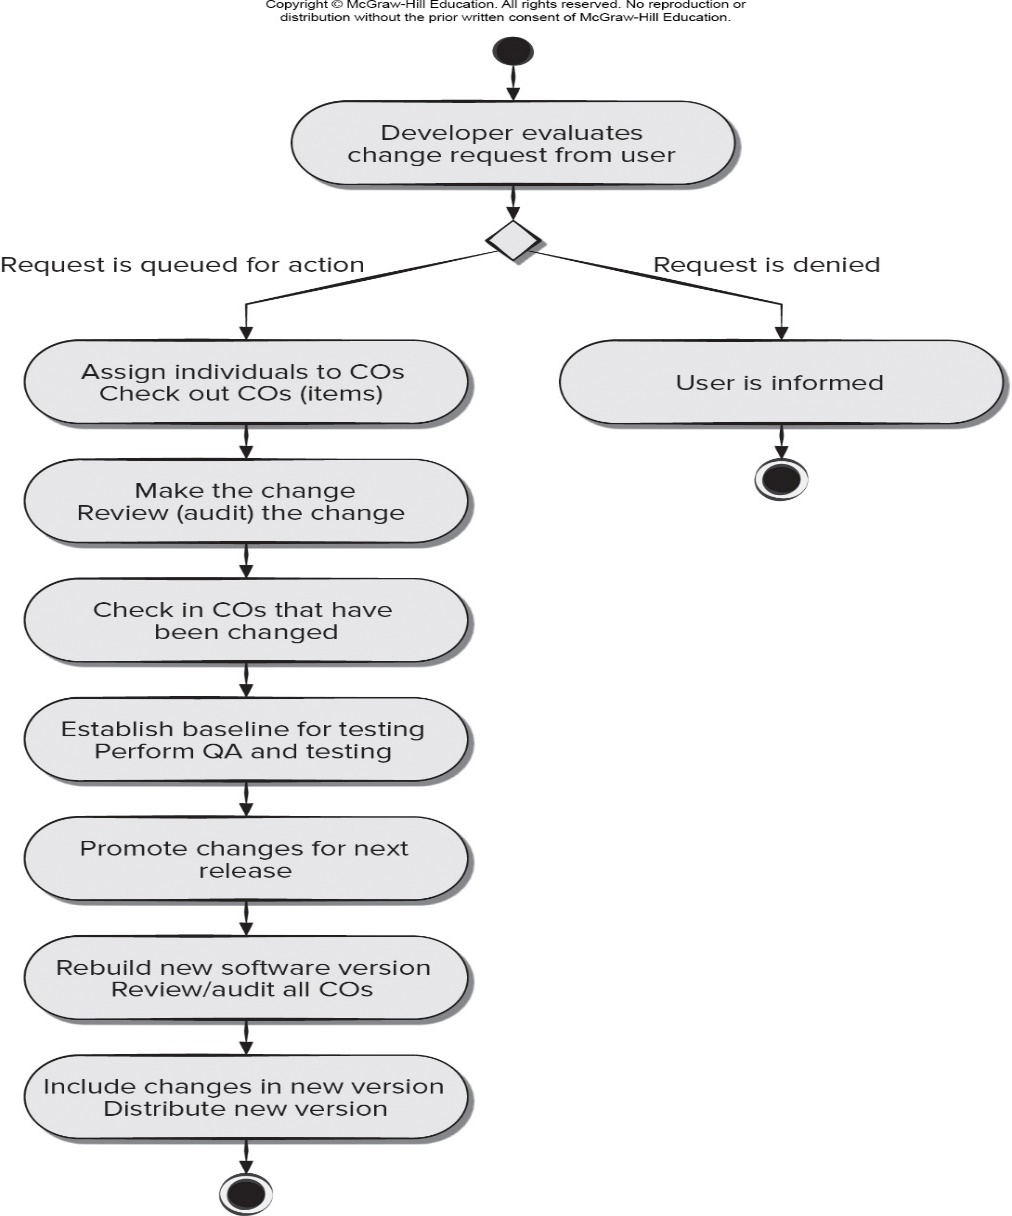 Copyright © McGraw-Hill Education. All rights reserved. No reproduction or
distribution without the prior written consent of McGraw-Hill Education.
Developer evaluates
change request from user
Request is queued for action
Request is denied
Assign individuals to COs
Check out COs (items)
User is informed
Make the change
Review (audit) the change
Check in COs that have
been changed
Establish baseline for testing
Perform QA and testing
Promote changes for next
release
Rebuild new software version
Review/audit all COs
Include changes in new version
Distribute new version